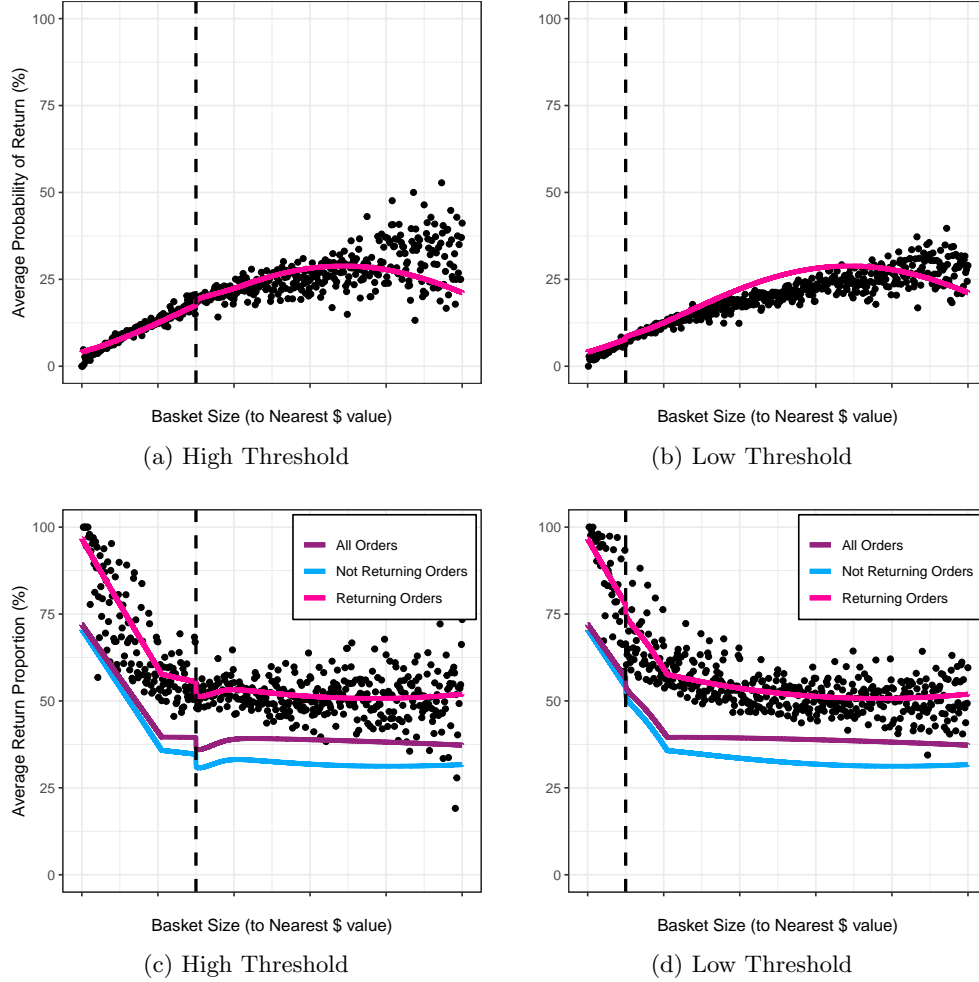 Average Probability of Return (%)
100
75
50
25
0
Basket Size (to Nearest $ value)
(a) High Threshold
100
75
50
25
0
Basket Size (to Nearest $ value)
(b) Low Threshold
Average Return Proportion (%)
100
75
50
25
0
All Orders
Not Returning Orders
Returning Orders
Basket Size (to Nearest $ value)
(c) High Threshold
100
75
50
25
0
All Orders
Not Returning Orders
Returning Orders
Basket Size (to Nearest $ value)
(d) Low Threshold